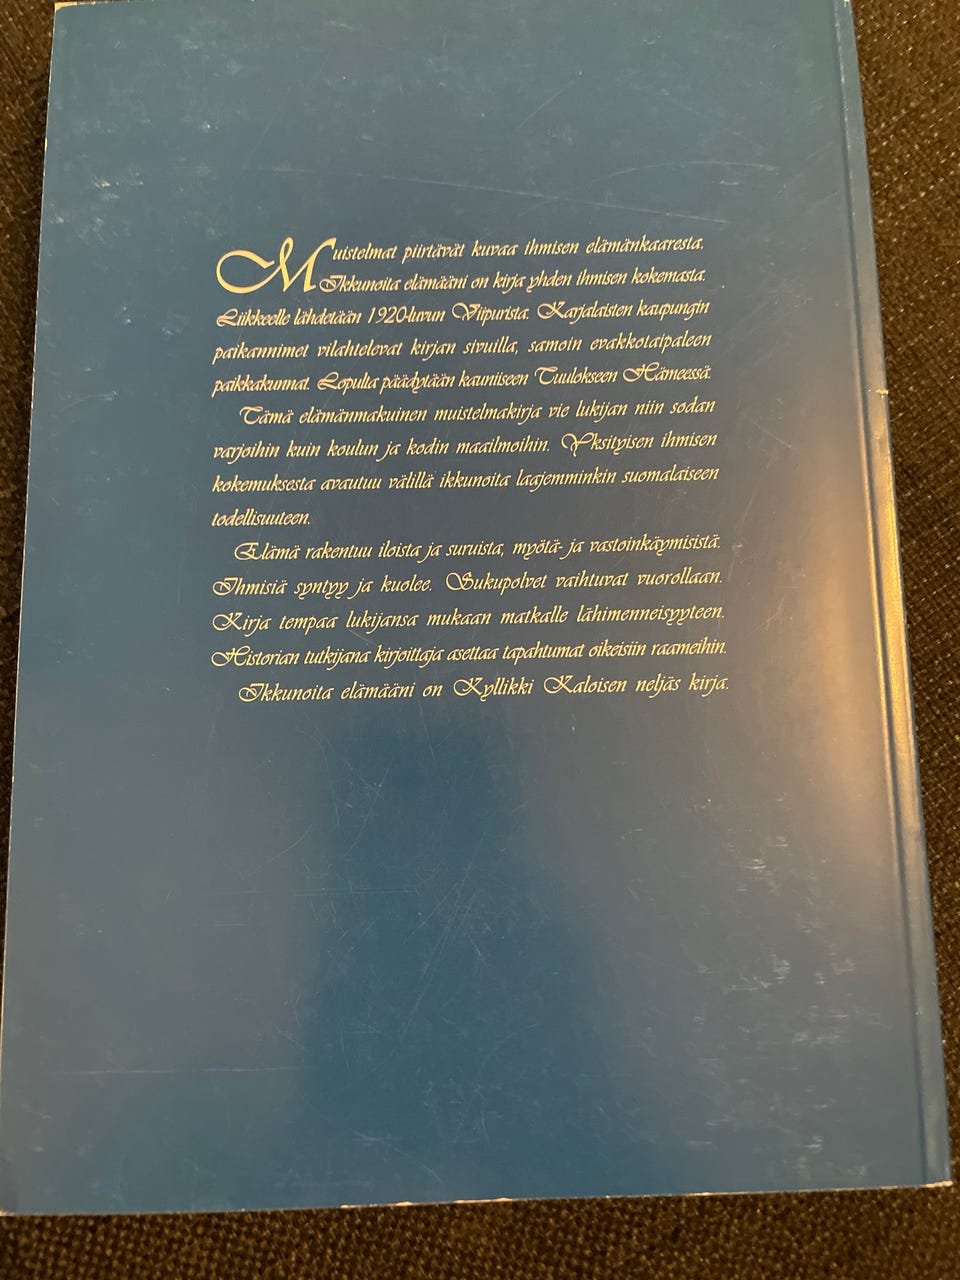 Muistelmat piirtävät kuvaa ihmisen elämänkaaresta.
Ikkunoita elämääni on kirja yhden ihmisen kokemasta.
Liikkeelle lähdetään 1920-luvun Viipurista. Karjalaisten kaupungin
paikannimet vilahtelevat kirjan sivuilla, samoin evakkotaipaleen
paikkakunnat. Lopulta päädytään kauniiseen Tuulokseen Hämeessä.
Tämä elämänmakuinen muistelmakirja vie lukijan niin sodan
varjoihin kuin koulun ja kodin maailmoihin. Yksityisen ihmisen
kokemuksesta avautuu välillä ikkunoita laajemminkin suomalaiseen
todellisuuteen.
Elämä rakentuu iloista ja suruista, myötä- ja vastoinkäymisistä.
Ihmisiä syntyy ja kuolee. Sukupolvet vaihtuvat vuorollaan.
Kirja tempaa lukijansa mukaan matkalle lähimenneisyyteen.
Historian tutkijana kirjoittaja asettaa tapahtumat oikeisiin raameihin.
Ikkunoita elämääni on Kyllikki Kaloisen neljäs kirja.